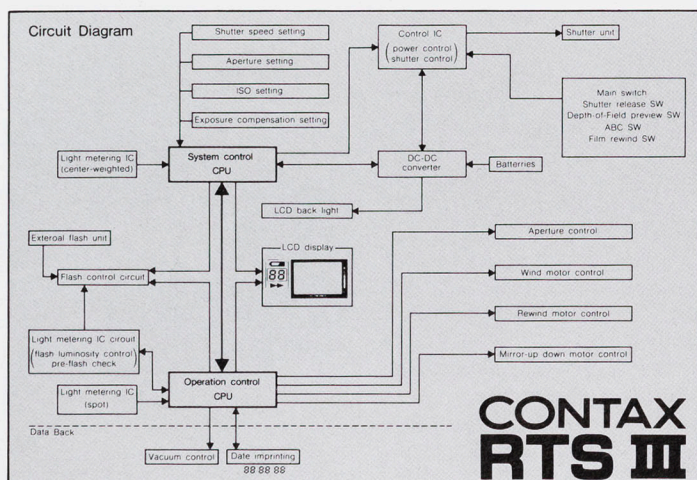 Circuit Diagram
Shutter speed setting
Aperture setting
ISO setting
Exposure compensation setting
Control IC
(power control
shutter control)
Shutter unit
Main switch
Shutter release SW
Depth-of-Field preview SW
ABC SW
Film rewind SW
Light metering IC
(center-weighted)
System control
CPU
DC-DC
converter
Batteries
LCD back light
External flash unit
Flash control circuit
LCD display
88
Aperture control
Wind motor control
Rewind motor control
Mirror-up down motor control
Light metering IC circuit
(flash luminosity control)
pre-flash check
Light metering IC
(spot)
Operation control
CPU
Data Back
Vacuum control
Date imprinting
88 88 88
CONTAX
RTS III